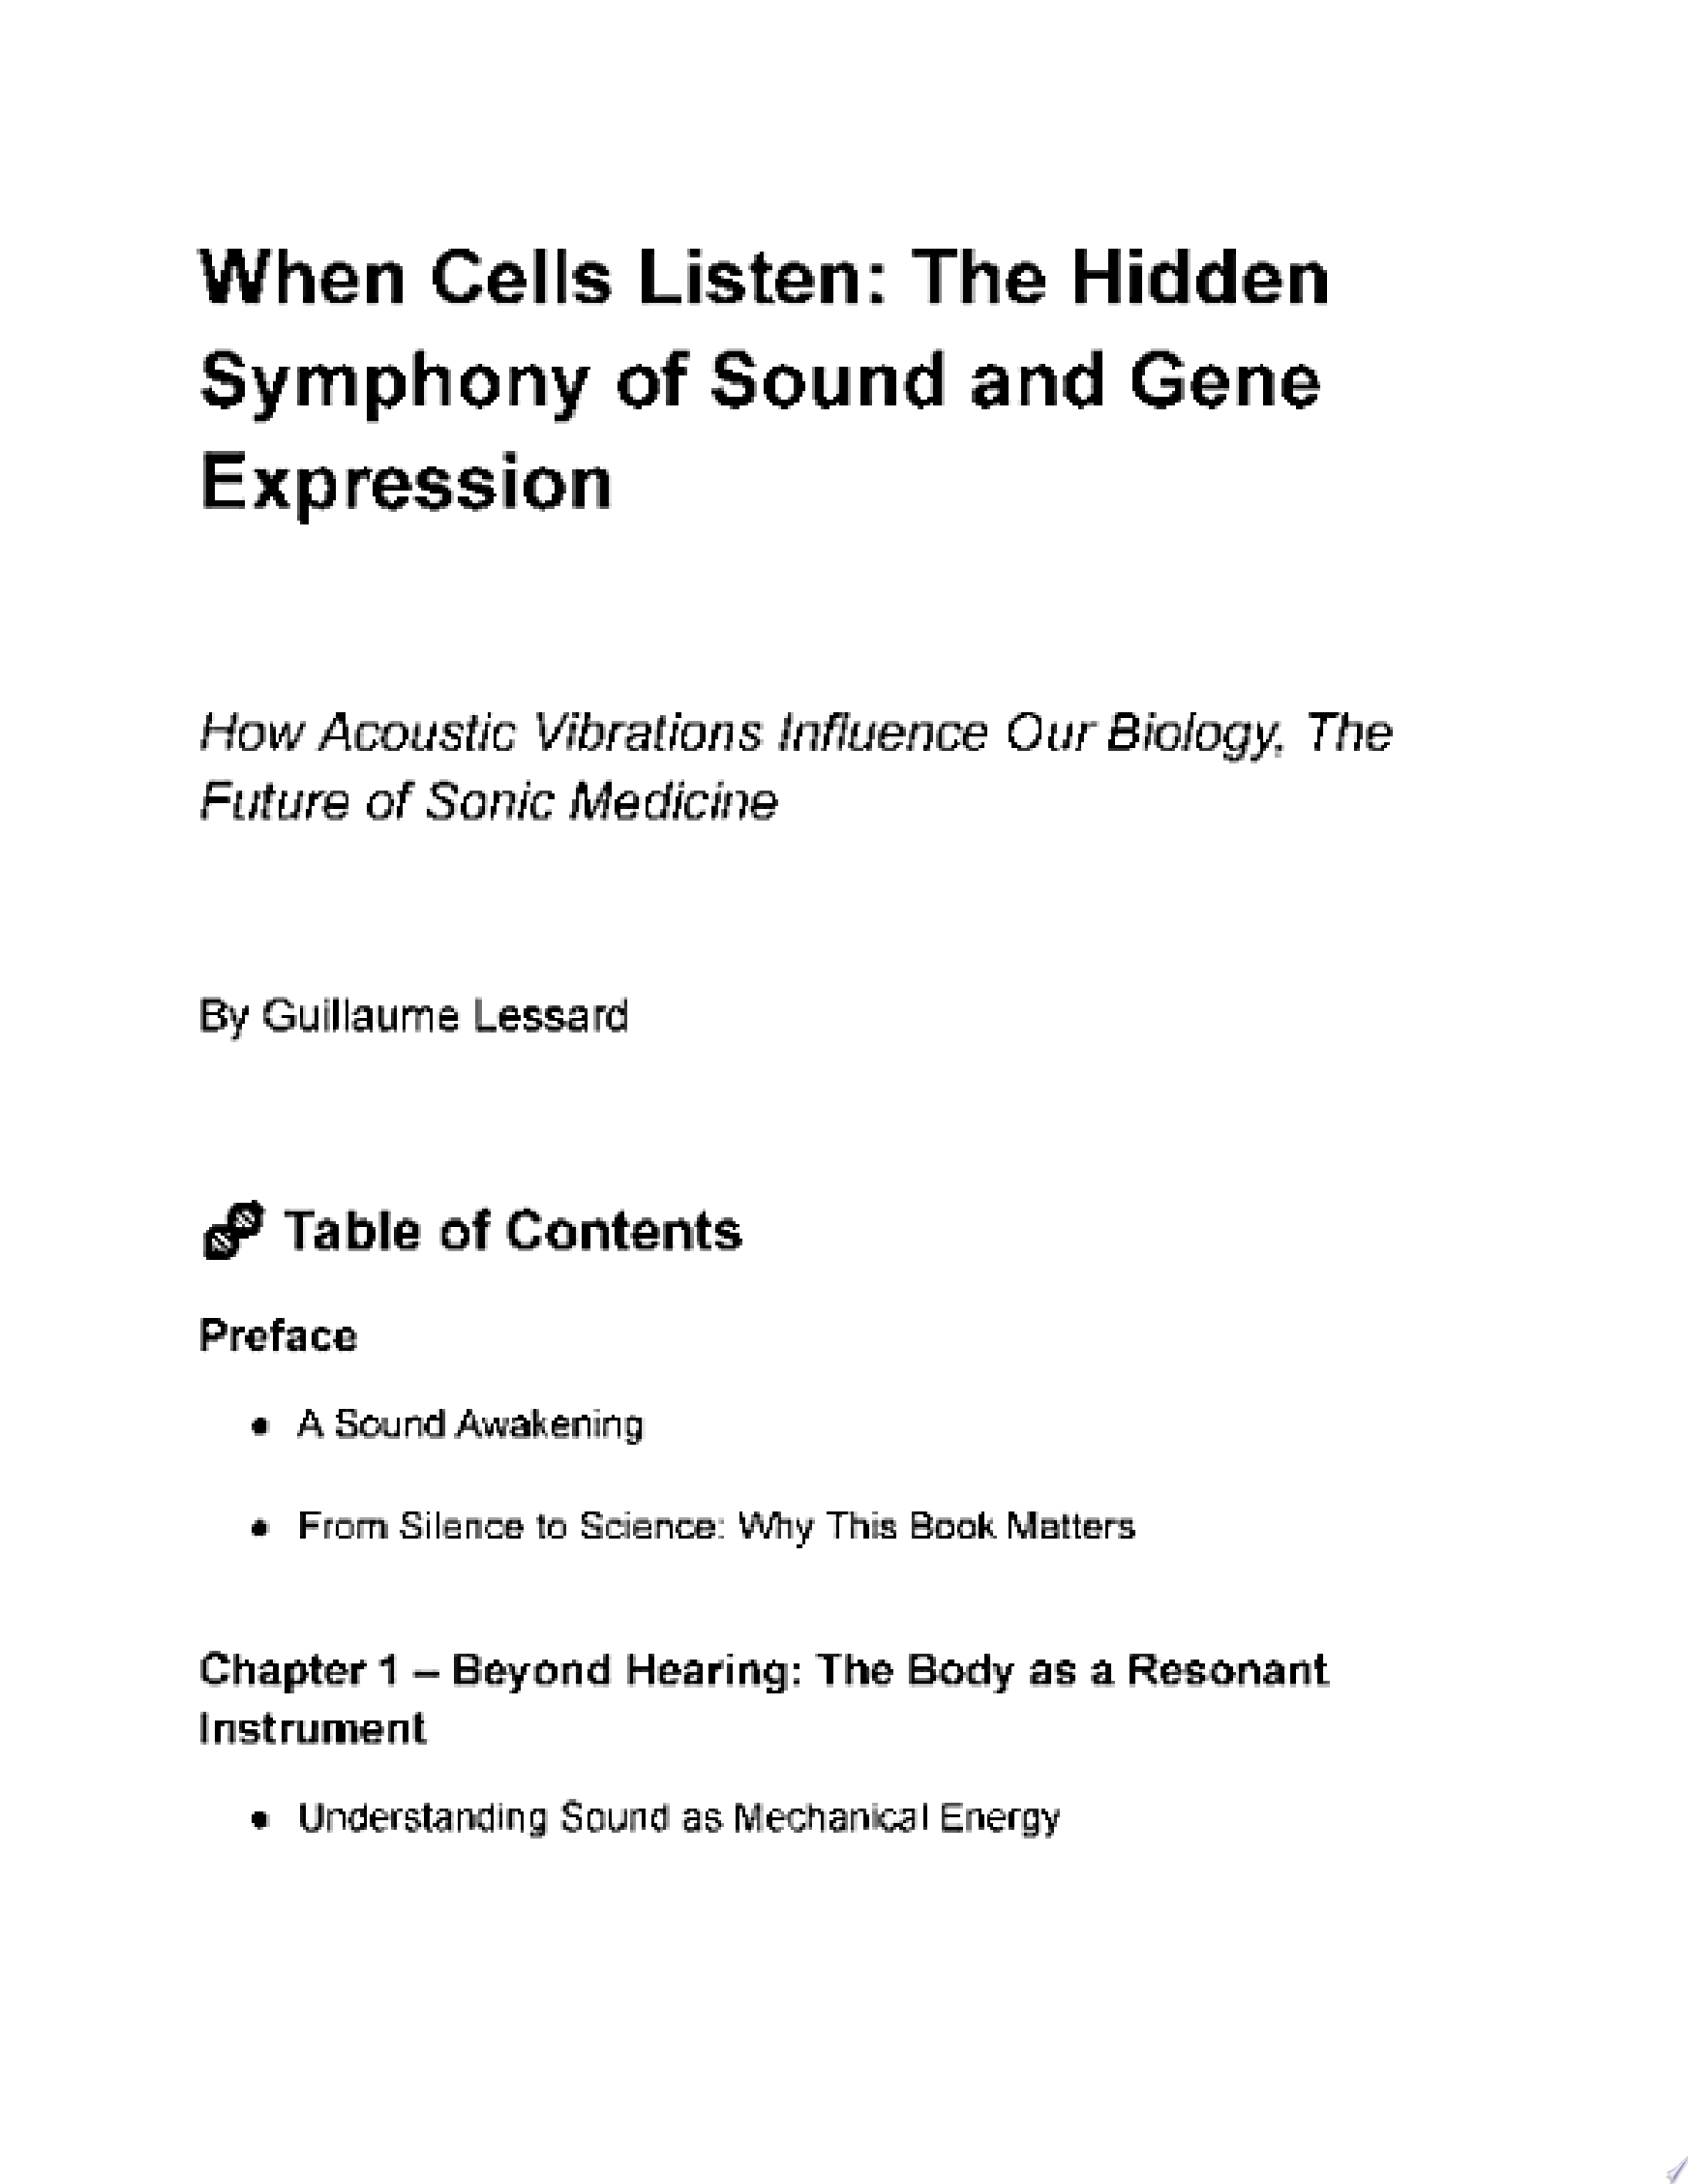 When Cells Listen: The Hidden
Symphony of Sound and Gene
Expression
How Acoustic Vibrations Influence Our Biology, The
Future of Sonic Medicine
By Guillaume Lessard
🧬 Table of Contents
Preface
● A Sound Awakening
● From Silence to Science: Why This Book Matters
Chapter 1 – Beyond Hearing: The Body as a Resonant
Instrument
● Understanding Sound as Mechanical Energy